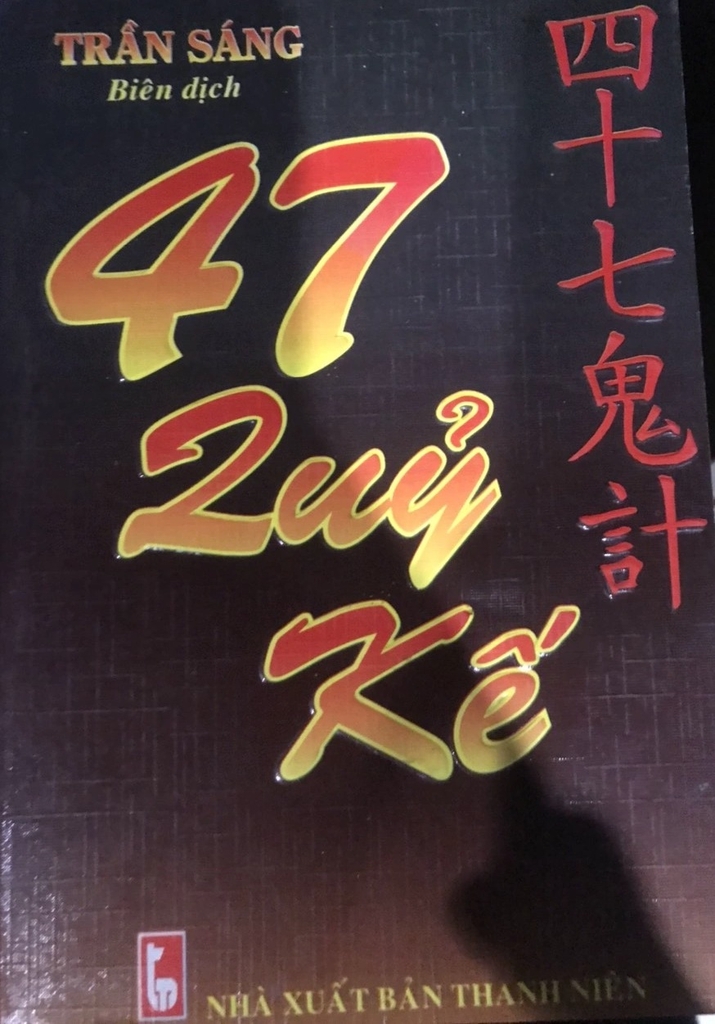 TRẦN SÁNG
Biên dịch
47
Quỷ
Kế
四十七鬼計
NHÀ XUẤT BẢN THANH NIÊN